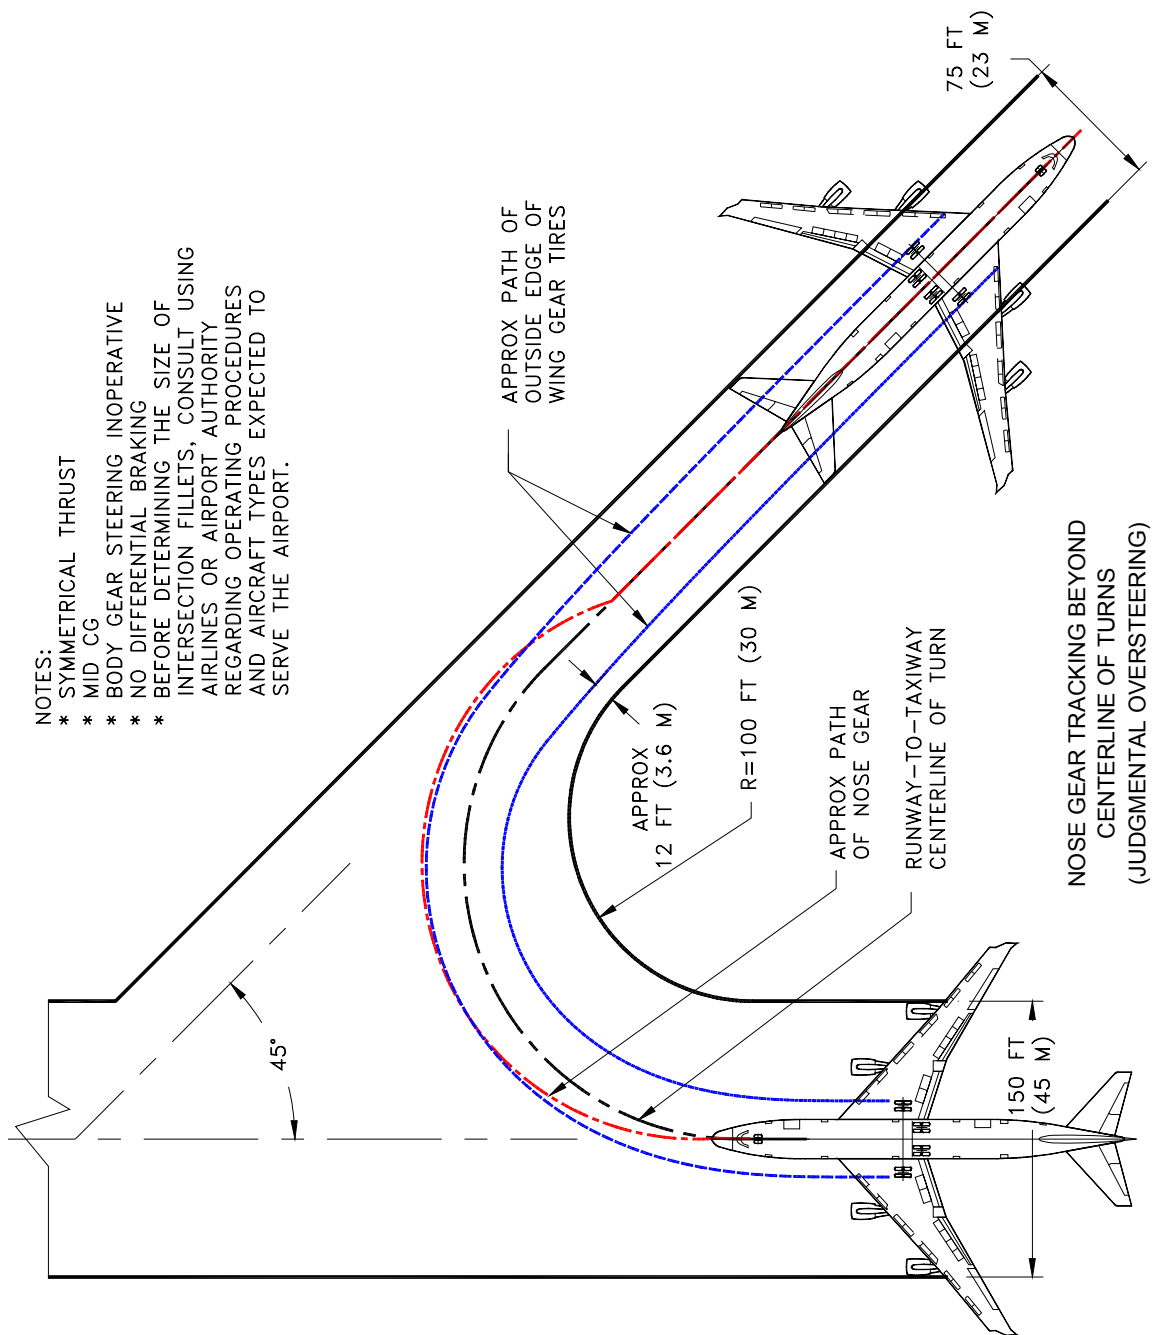 NOTES:
* SYMMETRICAL THRUST
* MID CG
* BODY GEAR STEERING INOPERATIVE
* NO DIFFERENTIAL BRAKING
* BEFORE DETERMINING THE SIZE OF
INTERSECTION FILLETS, CONSULT USING
AIRLINES OR AIRPORT AUTHORITY
REGARDING OPERATING PROCEDURES
AND AIRCRAFT TYPES EXPECTED TO
SERVE THE AIRPORT.
75 FT
(23 M)
APPROX PATH OF
OUTSIDE EDGE OF
WING GEAR TIRES
45°
APPROX
12 FT (3.6 M)
R=100 FT (30 M)
APPROX PATH
OF NOSE GEAR
RUNWAY-TO-TAXIWAY
CENTERLINE OF TURN
150 FT
(45 M)
NOSE GEAR TRACKING BEYOND
CENTERLINE OF TURNS
(JUDGMENTAL OVERSTEERING)